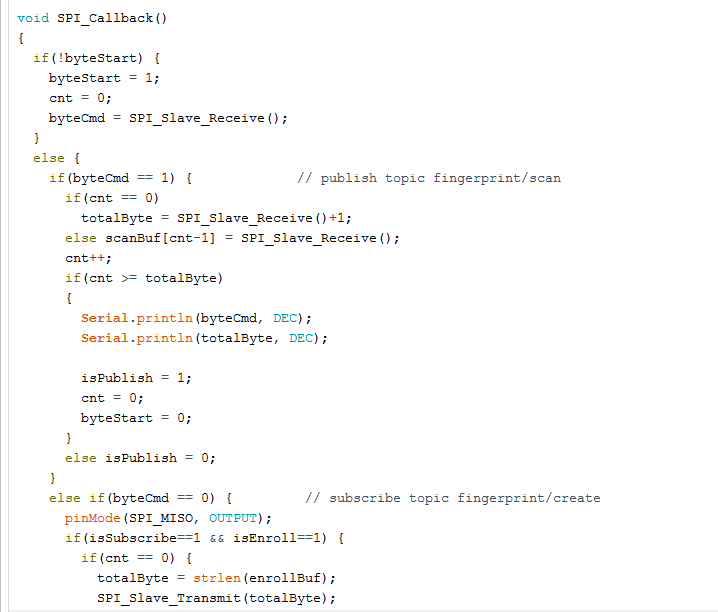 void SPI_Callback()
{
  if(!byteStart) {
    byteStart = 1;
    cnt = 0;
    byteCmd = SPI_Slave_Receive();
  }
  else {
    if(byteCmd == 1) {             // publish topic fingerprint/scan
      if(cnt == 0)
        totalByte = SPI_Slave_Receive()+1;
      else scanBuf[cnt-1] = SPI_Slave_Receive();
      cnt++;
      if(cnt >= totalByte)
      {
        Serial.println(byteCmd, DEC);
        Serial.println(totalByte, DEC);

        isPublish = 1;
        cnt = 0;
        byteStart = 0;
      }
      else isPublish = 0;
    }
    else if(byteCmd == 0) {         // subscribe topic fingerprint/create
      pinMode(SPI_MISO, OUTPUT);
      if(isSubscribe==1 && isEnroll==1) {
        if(cnt == 0) {
          totalByte = strlen(enrollBuf);
          SPI_Slave_Transmit(totalByte);